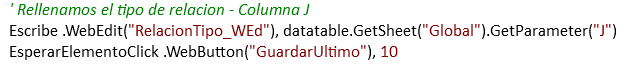 ' Rellenamos el tipo de relacion - Columna J
Escribe .WebEdit("RelacionTipo_WEd"), datatable.GetSheet("Global").GetParameter("J")
EsperarElementoClick .WebButton("GuardarUltimo"), 10